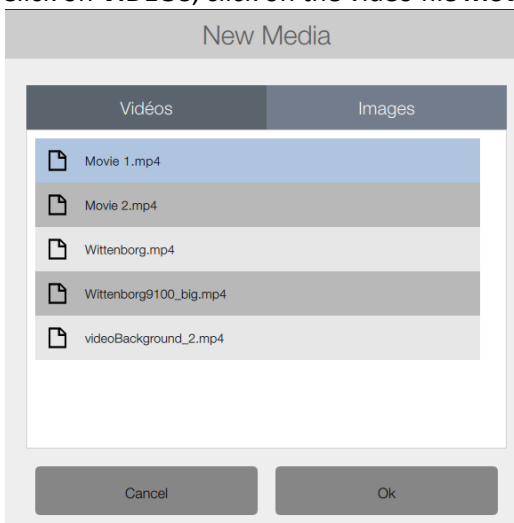 New Media
Vidéos Images
Movie 1.mp4
Movie 2.mp4
Wittenborg.mp4
Wittenborg9100_big.mp4
videoBackground_2.mp4
Cancel Ok